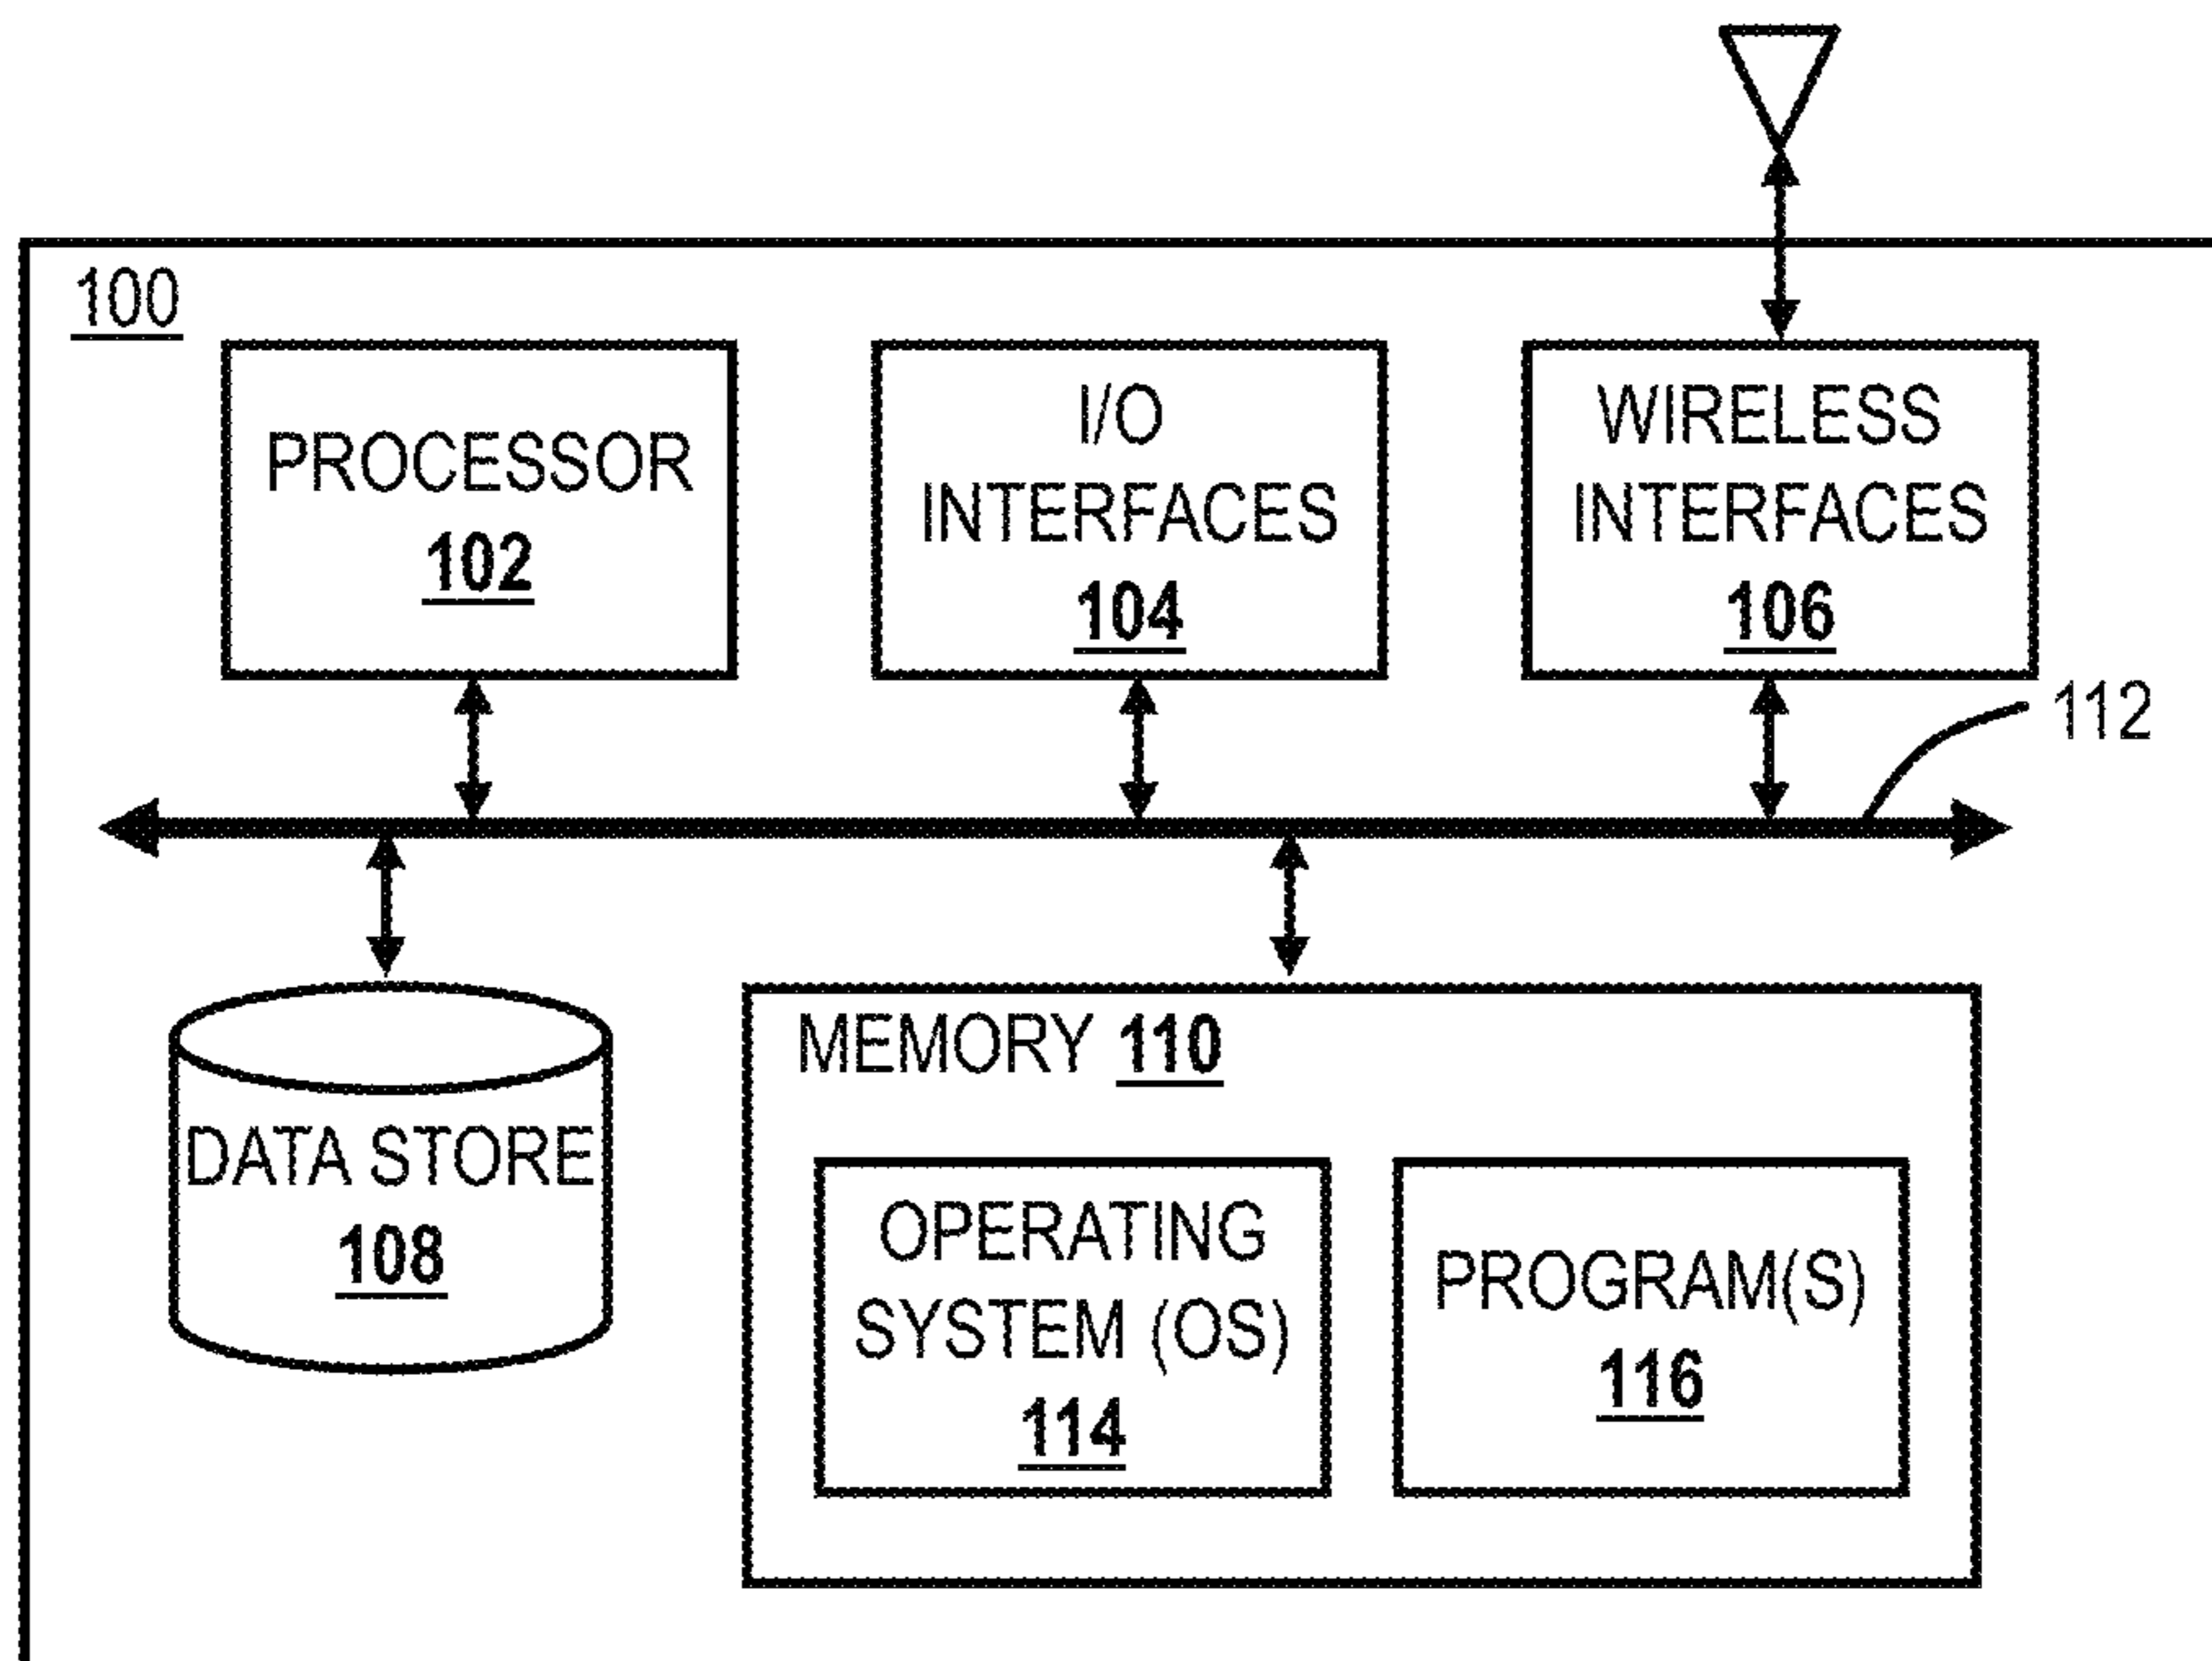 100
PROCESSOR
102
I/O
INTERFACES
104
WIRELESS
INTERFACES
106
112
DATA STORE
108
MEMORY 110
OPERATING
SYSTEM (OS)
114
PROGRAM(S)
116